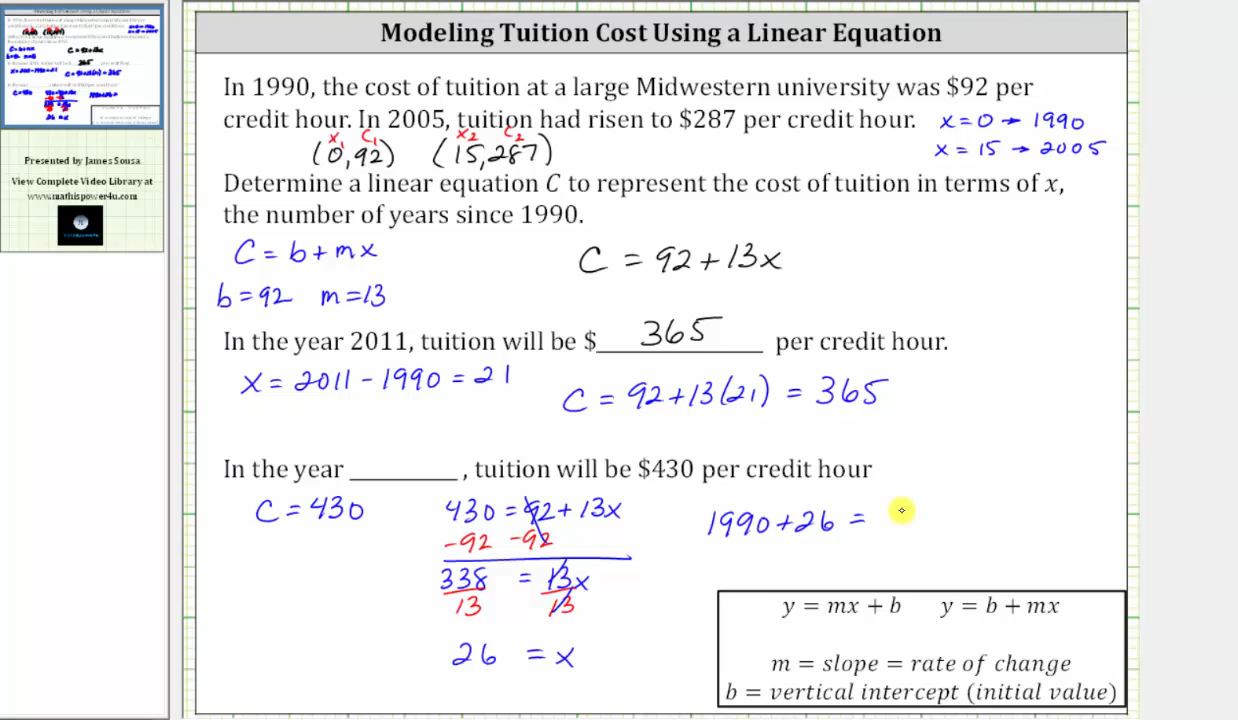 Modeling Tuition Cost Using a Linear Equation
In 1990, the cost of tuition at a large Midwestern university was $92 per
credit hour. In 2005, tuition had risen to $287 per credit hour.
x = 0 → 1990
x₁ C₁ x₂ C₂
(0,92) (15,287)
x = 15 → 2005
Determine a linear equation C to represent the cost of tuition in terms of x,
the number of years since 1990.
C = b + mx
C = 92 + 13x
b = 92 m = 13
In the year 2011, tuition will be $ 365 per credit hour.
x = 2011 - 1990 = 21
C = 92 + 13(21) = 365
In the year ________, tuition will be $430 per credit hour
C = 430
430 = 92 + 13x
-92 -92
338 = 13x
13 13
26 = x
1990 + 26 =
y = mx + b y = b + mx
m = slope = rate of change
b = vertical intercept (initial value)
Presented by James Sousa
View Complete Video Library at
www.mathispower4u.com